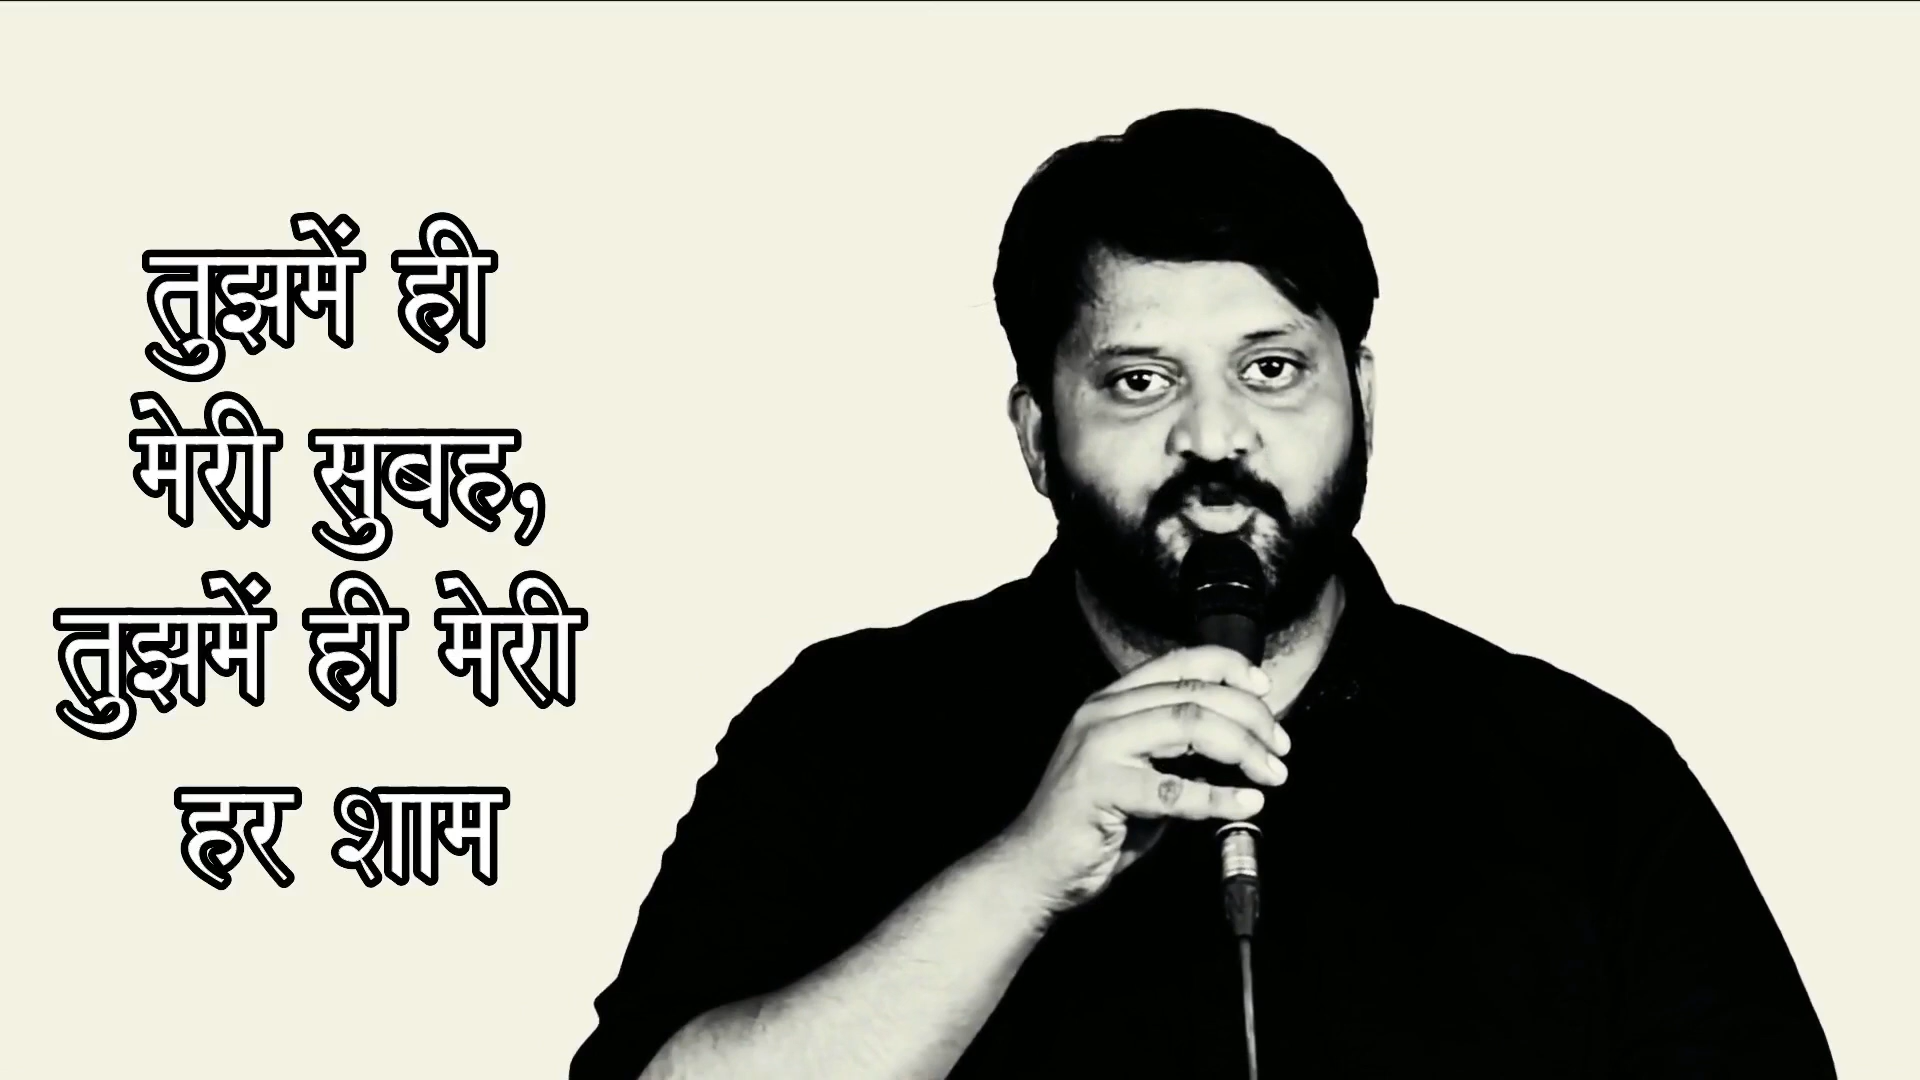 तुझमें ही
मेरी सुबह,
तुझमें ही मेरी
हर शाम